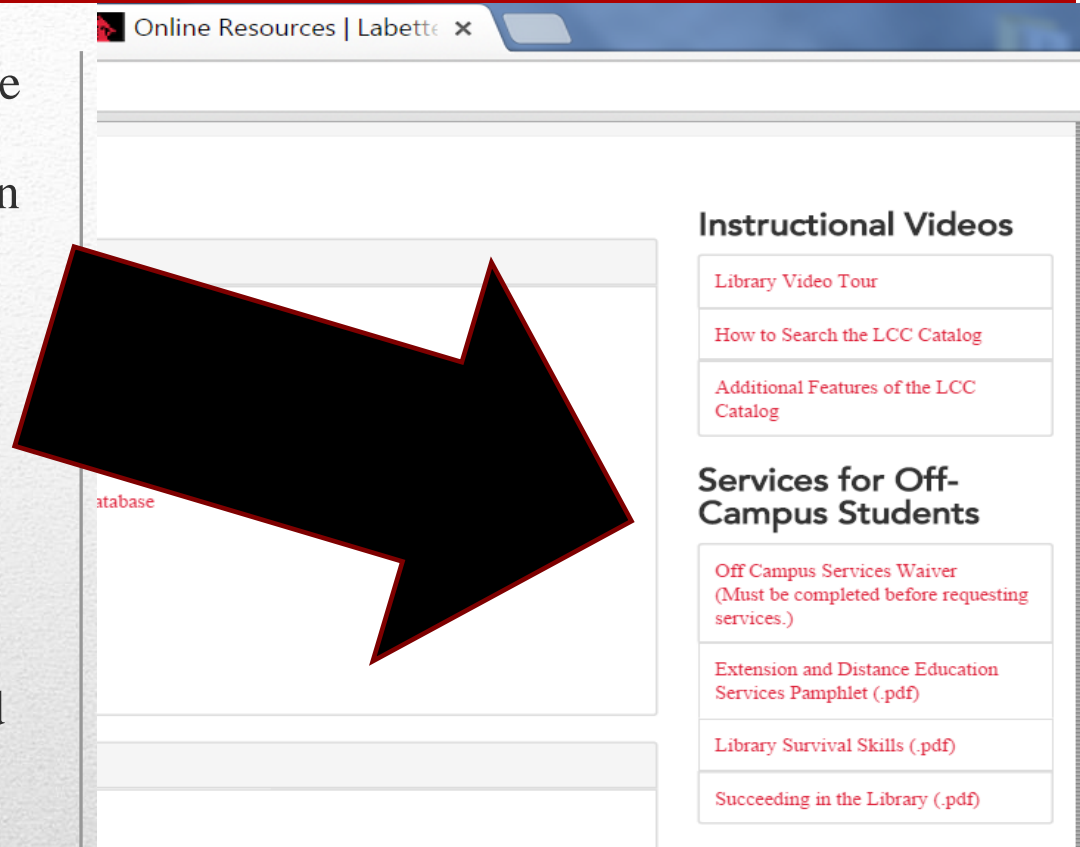 Online Resources | Labette
e
n
d
atabase
Instructional Videos
Library Video Tour
How to Search the LCC Catalog
Additional Features of the LCC
Catalog
Services for Off-
Campus Students
Off Campus Services Waiver
(Must be completed before requesting
services.)
Extension and Distance Education
Services Pamphlet (.pdf)
Library Survival Skills (.pdf)
Succeeding in the Library (.pdf)